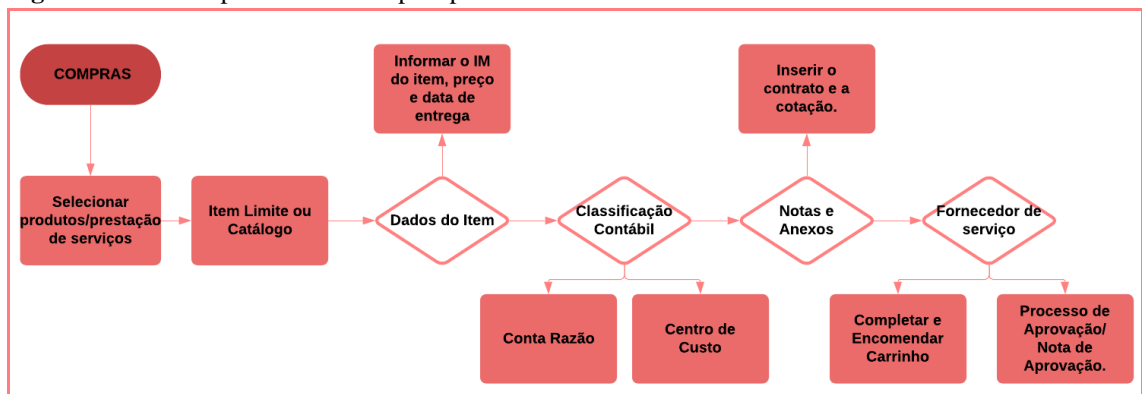 COMPRAS
Informar o IM
do item, preço
e data de
entrega
Inserir o
contrato e a
cotação.
Selecionar
produtos/prestação
de serviços
Item Limite ou
Catálogo
Dados do Item
Classificação
Contábil
Notas e
Anexos
Fornecedor de
serviço
Conta Razão
Centro de
Custo
Completar e
Encomendar
Carrinho
Processo de
Aprovação/
Nota de
Aprovação.